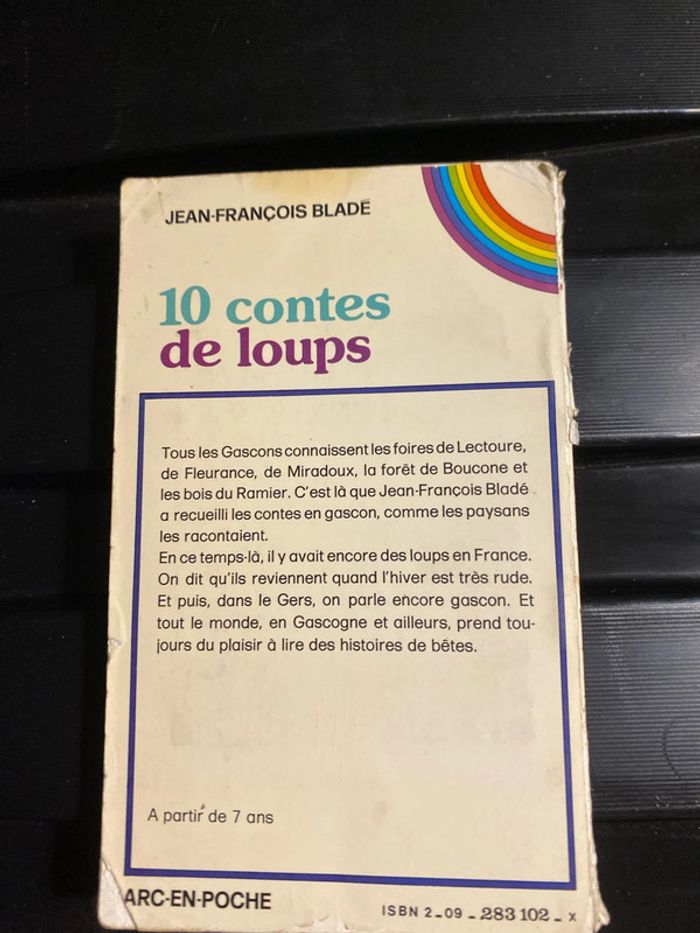 JEAN-FRANÇOIS BLADÉ
10 contes
de loups
Tous les Gascons connaissent les foires de Lectoure,
de Fleurance, de Miradoux, la forêt de Boucone et
les bois du Ramier. C'est là que Jean-François Bladé
a recueilli les contes en gascon, comme les paysans
les racontaient.
En ce temps-là, il y avait encore des loups en France.
On dit qu'ils reviennent quand l'hiver est très rude.
Et puis, dans le Gers, on parle encore gascon. Et
tout le monde, en Gascogne et ailleurs, prend tou-
jours du plaisir à lire des histoires de bêtes.
A partir de 7 ans
ARC-EN-POCHE
ISBN 2-09-283102-x